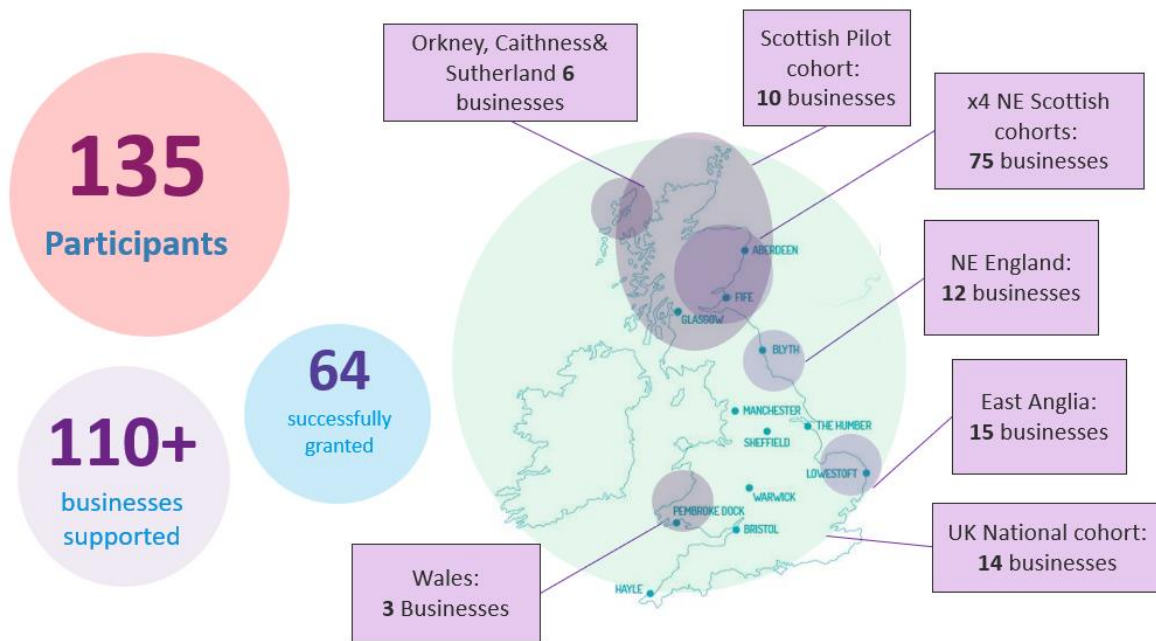 135
Participants
110+
businesses
supported
64
successfully
granted
Orkney, Caithness&
Sutherland 6
businesses
Scottish Pilot
cohort:
10 businesses
x4 NE Scottish
cohorts:
75 businesses
NE England:
12 businesses
East Anglia:
15 businesses
UK National cohort:
14 businesses
Wales:
3 Businesses
ABERDEEN
FIFE
GLASGOW
BLYTH
MANCHESTER
THE HUMBER
SHEFFIELD
LOWESTOFT
WARWICK
PEMBROKE DOCK
BRISTOL
HAYLE